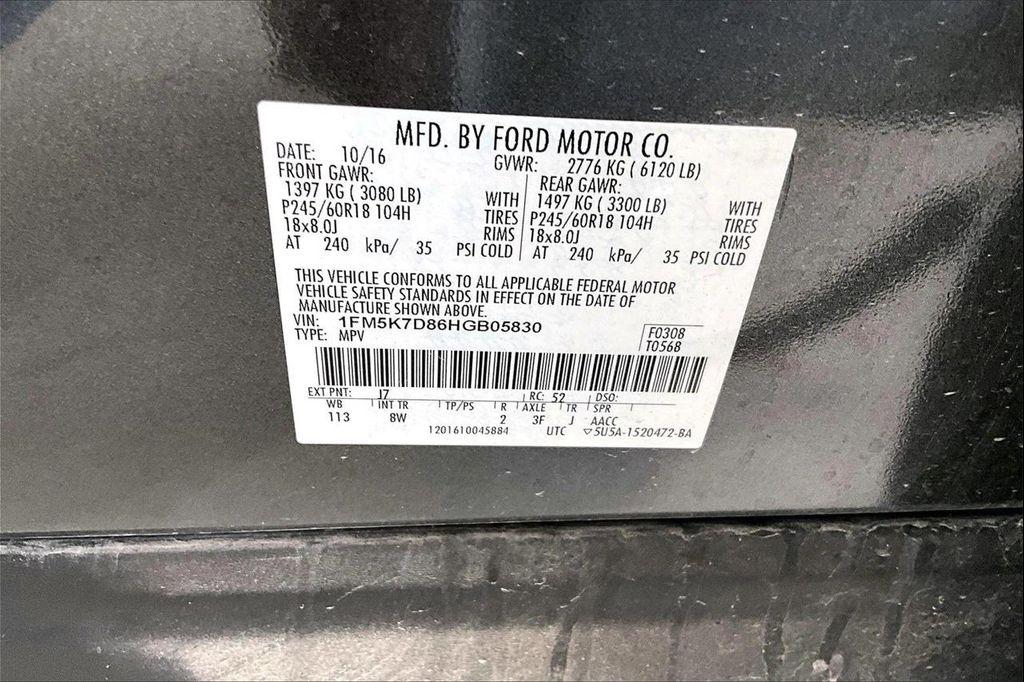 MFD. BY FORD MOTOR CO.
DATE: 10/16 GVWR: 2776 KG ( 6120 LB)
FRONT GAWR: REAR GAWR:
1397 KG ( 3080 LB) WITH 1497 KG ( 3300 LB) WITH
P245/60R18 104H TIRES P245/60R18 104H TIRES
18x8.0J RIMS 18x8.0J RIMS
AT 240 kPa/ 35 PSI COLD AT 240 kPa/ 35 PSI COLD
THIS VEHICLE CONFORMS TO ALL APPLICABLE FEDERAL MOTOR
VEHICLE SAFETY STANDARDS IN EFFECT ON THE DATE OF
MANUFACTURE SHOWN ABOVE.
VIN: 1FM5K7D86HGB05830 F0308
TYPE: MPV T0568
EXT PNT: J7 RC: 52 DSO:
WB INT TR TP/PS R AXLE TR SPR
113 8W 2 3F J AACC
1201610045884 UTC ▽5U5A-1520472-BA